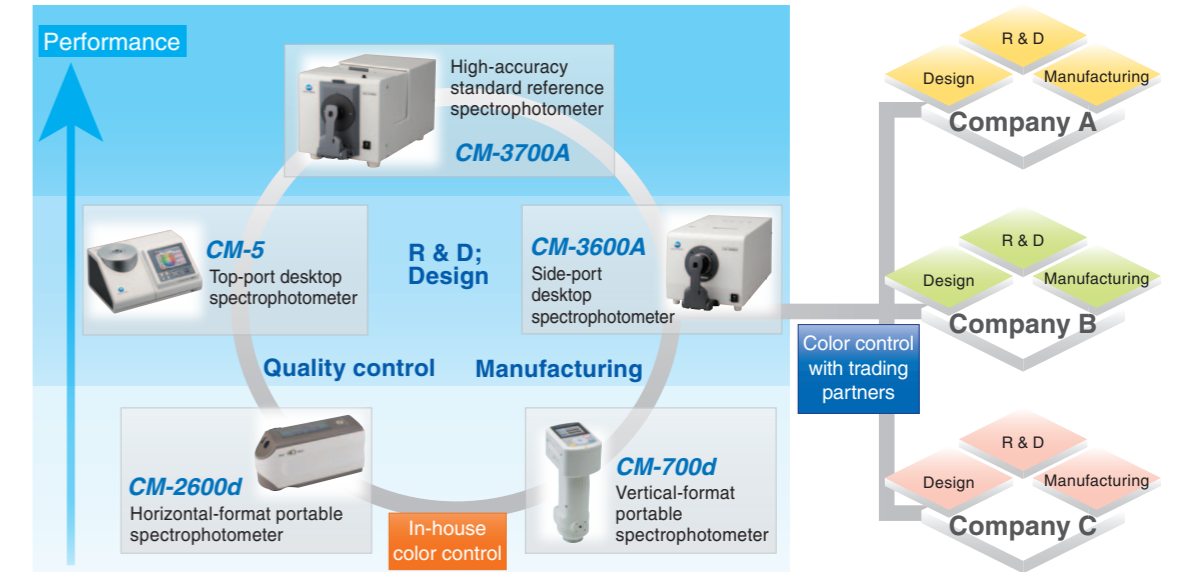 Performance
High-accuracy
standard reference
spectrophotometer
CM-3700A
CM-5
Top-port desktop
spectrophotometer
R & D;
Design
CM-3600A
Side-port
desktop
spectrophotometer
Quality control
Manufacturing
CM-2600d
Horizontal-format portable
spectrophotometer
In-house
color control
CM-700d
Vertical-format
portable
spectrophotometer
Color control
with trading
partners
R & D
Design
Manufacturing
Company A
R & D
Design
Manufacturing
Company B
R & D
Design
Manufacturing
Company C